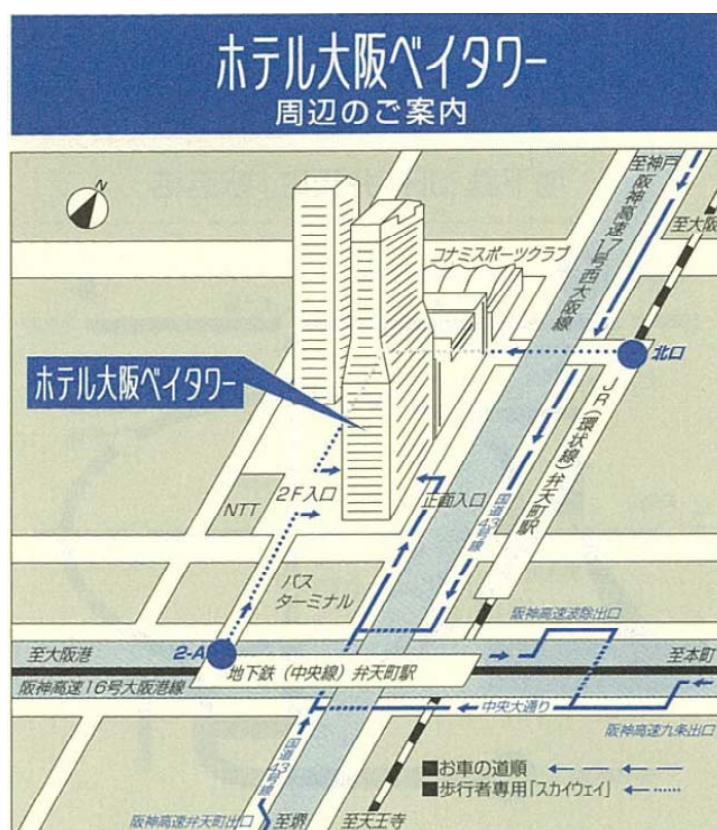 ホテル大阪ベイタワー
周辺のご案内
N
至神戸
阪神高速17号西大阪線
至大阪
コナミスポーツクラブ
北口
ホテル大阪ベイタワー
JR(環状線)弁天町駅
NTT
2F入口
正面入口
国道43号線
バス
ターミナル
阪神高速波除出口
至大阪港
2-A
地下鉄(中央線)弁天町駅
至本町
阪神高速16号大阪港線
中央大通り
阪神高速九条出口
国道43号線
■お車の道順
■歩行者専用「スカイウェイ」
阪神高速弁天町出口
至堺
至天王寺